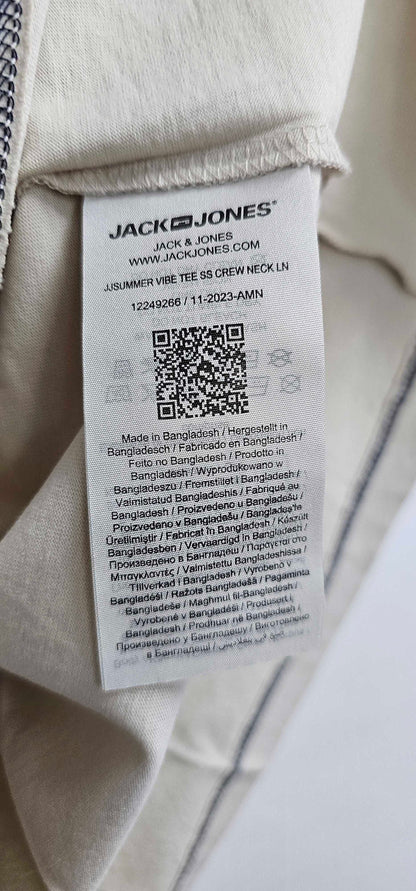 JACK JONES®
JACK & JONES
WWW.JACKJONES.COM
JJSUMMER VIBE TEE SS CREW NECK LN
12249266 / 11-2023-AMN
Made in Bangladesh / Hergestellt in
Bangladesch / Fabricado en Bangladesh /
Feito no Bangladesh / Prodotto in
Bangladesh / Wyprodukowano w
Bangladeszu / Fremstillet i Bangladesh /
Valmistatud Bangladeshis / Fabriqué au
Bangladesh / Proizvedeno u Bangladešu /
Proizvedeno v Bangladešu / Bangladeş'te
Üretilmiştir / Fabricat în Bangladesh / Készült
Bangladesben / Vervaardigd in Bangladesh /
Произведено в Бангладеш / Παράγεται στο
Μπαγκλαντές / Valmistettu Bangladeshissa /
Tillverkad i Bangladesh / Vyrobeno v
Bangladéši / Ražots Bangladešā / Pagaminta
Bangladeše / Maghmul fil-Bangladesh /
Vyrobené v Bangladéši / Produsert i
Bangladesh / Prodhuar në Bangladesh /
Произведено у Бангладешу / Виготовлено
в Бангладеші /